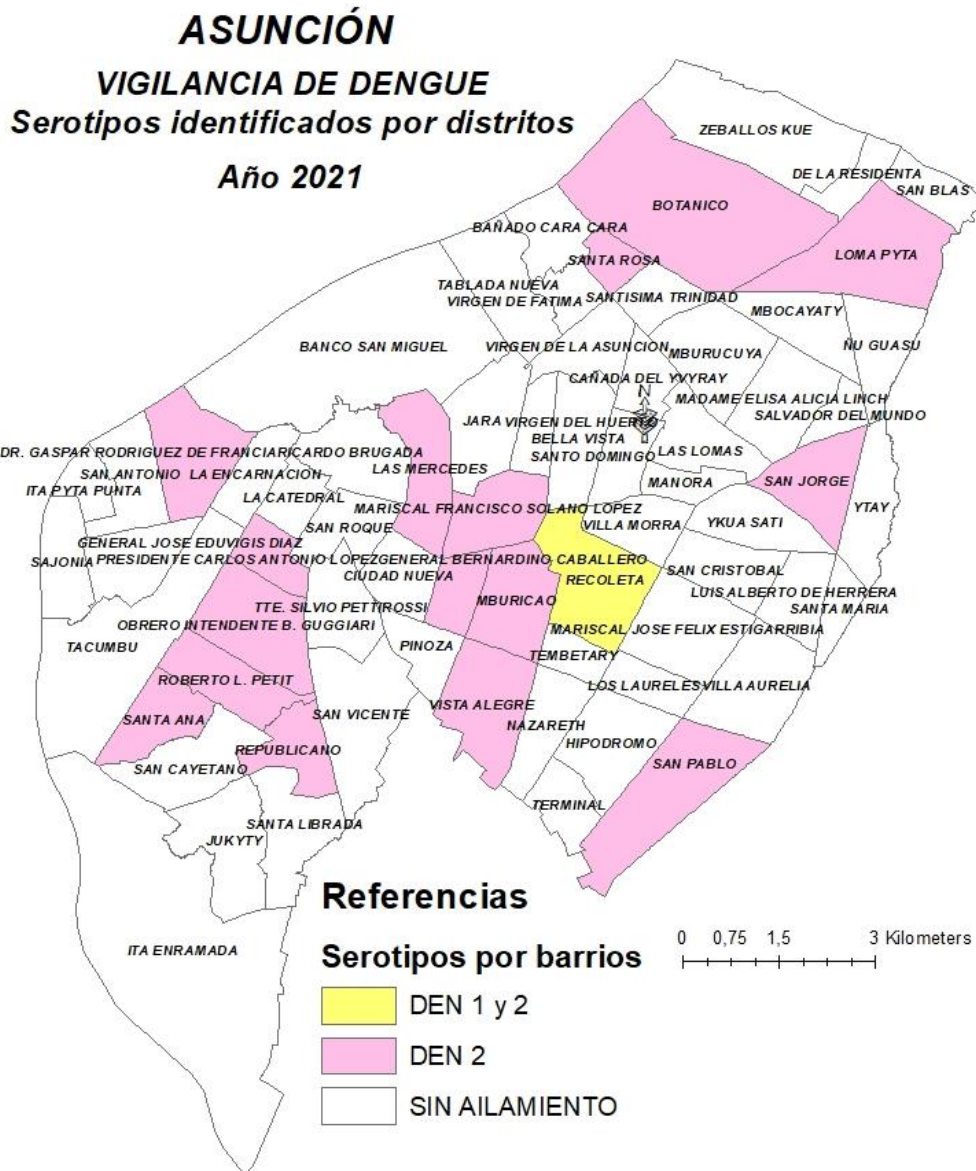 ASUNCIÓN
VIGILANCIA DE DENGUE
Serotipos identificados por distritos
Año 2021
ZEBALLOS KUE
DE LA RESIDENTA
SAN BLAS
BOTANICO
BAÑADO CARA CARA
LOMA PYTA
SANTA ROSA
TABLADA NUEVA
VIRGEN DE FATIMA
SANTISIMA TRINIDAD
MBOCAYATY
ÑU GUASU
BANCO SAN MIGUEL
VIRGEN DE LA ASUNCION
MBURUCUYA
CAÑADA DEL YVYRAY
N
MADAME ELISA ALICIA LINCH
SALVADOR DEL MUNDO
JARA
VIRGEN DEL HUERTO
BELLA VISTA
SANTO DOMINGO
LAS LOMAS
DR. GASPAR RODRIGUEZ DE FRANCIA
RICARDO BRUGADA
LAS MERCEDES
SAN ANTONIO
LA ENCARNACION
ITA PYTA PUNTA
LA CATEDRAL
MANORA
SAN JORGE
YTAY
MARISCAL FRANCISCO SOLANO LOPEZ
SAN ROQUE
VILLA MORRA
YKUA SATI
GENERAL JOSE EDUVIGIS DIAZ
SAJONIA
PRESIDENTE CARLOS ANTONIO LOPEZ
GENERAL BERNARDINO CABALLERO
CIUDAD NUEVA
RECOLETA
SAN CRISTOBAL
LUIS ALBERTO DE HERRERA
SANTA MARIA
MBURICAO
TTE. SILVIO PETTIROSSI
OBRERO INTENDENTE B. GUGGIARI
MARISCAL JOSE FELIX ESTIGARRIBIA
TACUMBU
PINOZA
TEMBETARY
ROBERTO L. PETIT
LOS LAURELES
VILLA AURELIA
SANTA ANA
SAN VICENTE
VISTA ALEGRE
NAZARETH
HIPODROMO
REPUBLICANO
SAN CAYETANO
SAN PABLO
TERMINAL
SANTA LIBRADA
JUKYTY
ITA ENRAMADA
Referencias
Serotipos por barrios
DEN 1 y 2
DEN 2
SIN AILAMIENTO
0 0,75 1,5 3 Kilometers